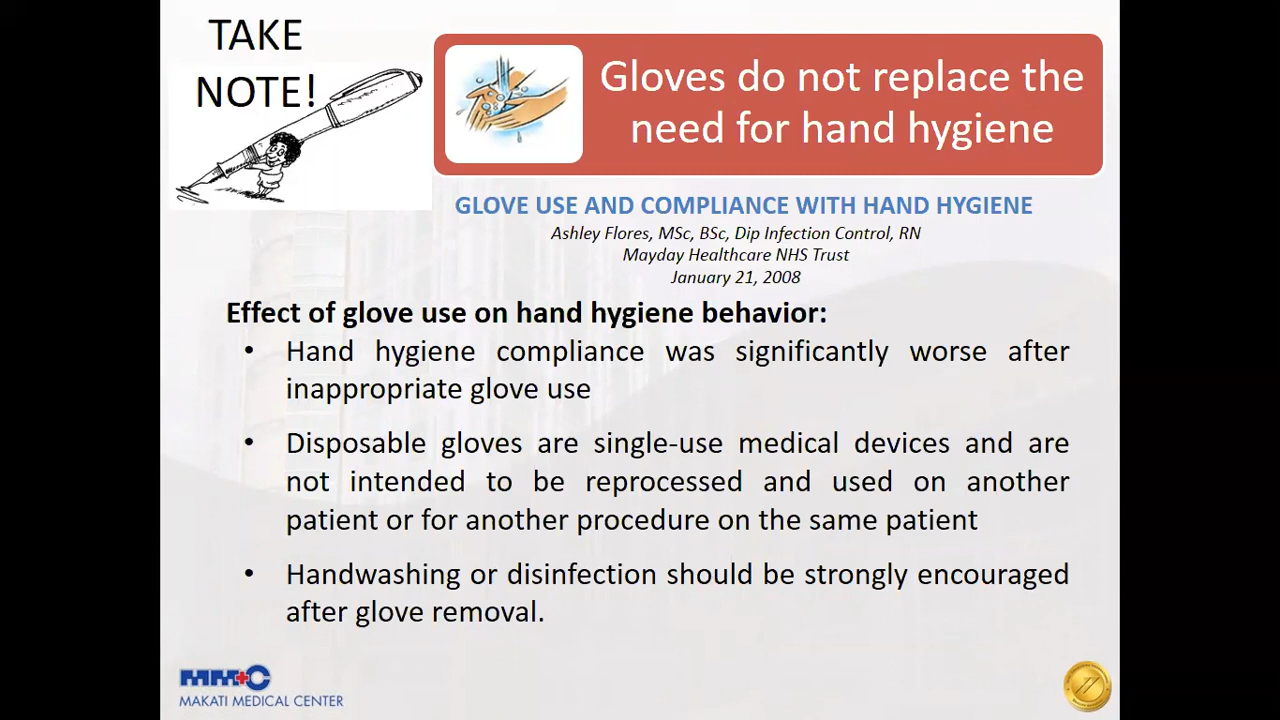 TAKE
NOTE!
Gloves do not replace the
need for hand hygiene
GLOVE USE AND COMPLIANCE WITH HAND HYGIENE
Ashley Flores, MSc, BSc, Dip Infection Control, RN
Mayday Healthcare NHS Trust
January 21, 2008
Effect of glove use on hand hygiene behavior:
• Hand hygiene compliance was significantly worse after
inappropriate glove use
• Disposable gloves are single-use medical devices and are
not intended to be reprocessed and used on another
patient or for another procedure on the same patient
• Handwashing or disinfection should be strongly encouraged
after glove removal.
MMC
MAKATI MEDICAL CENTER